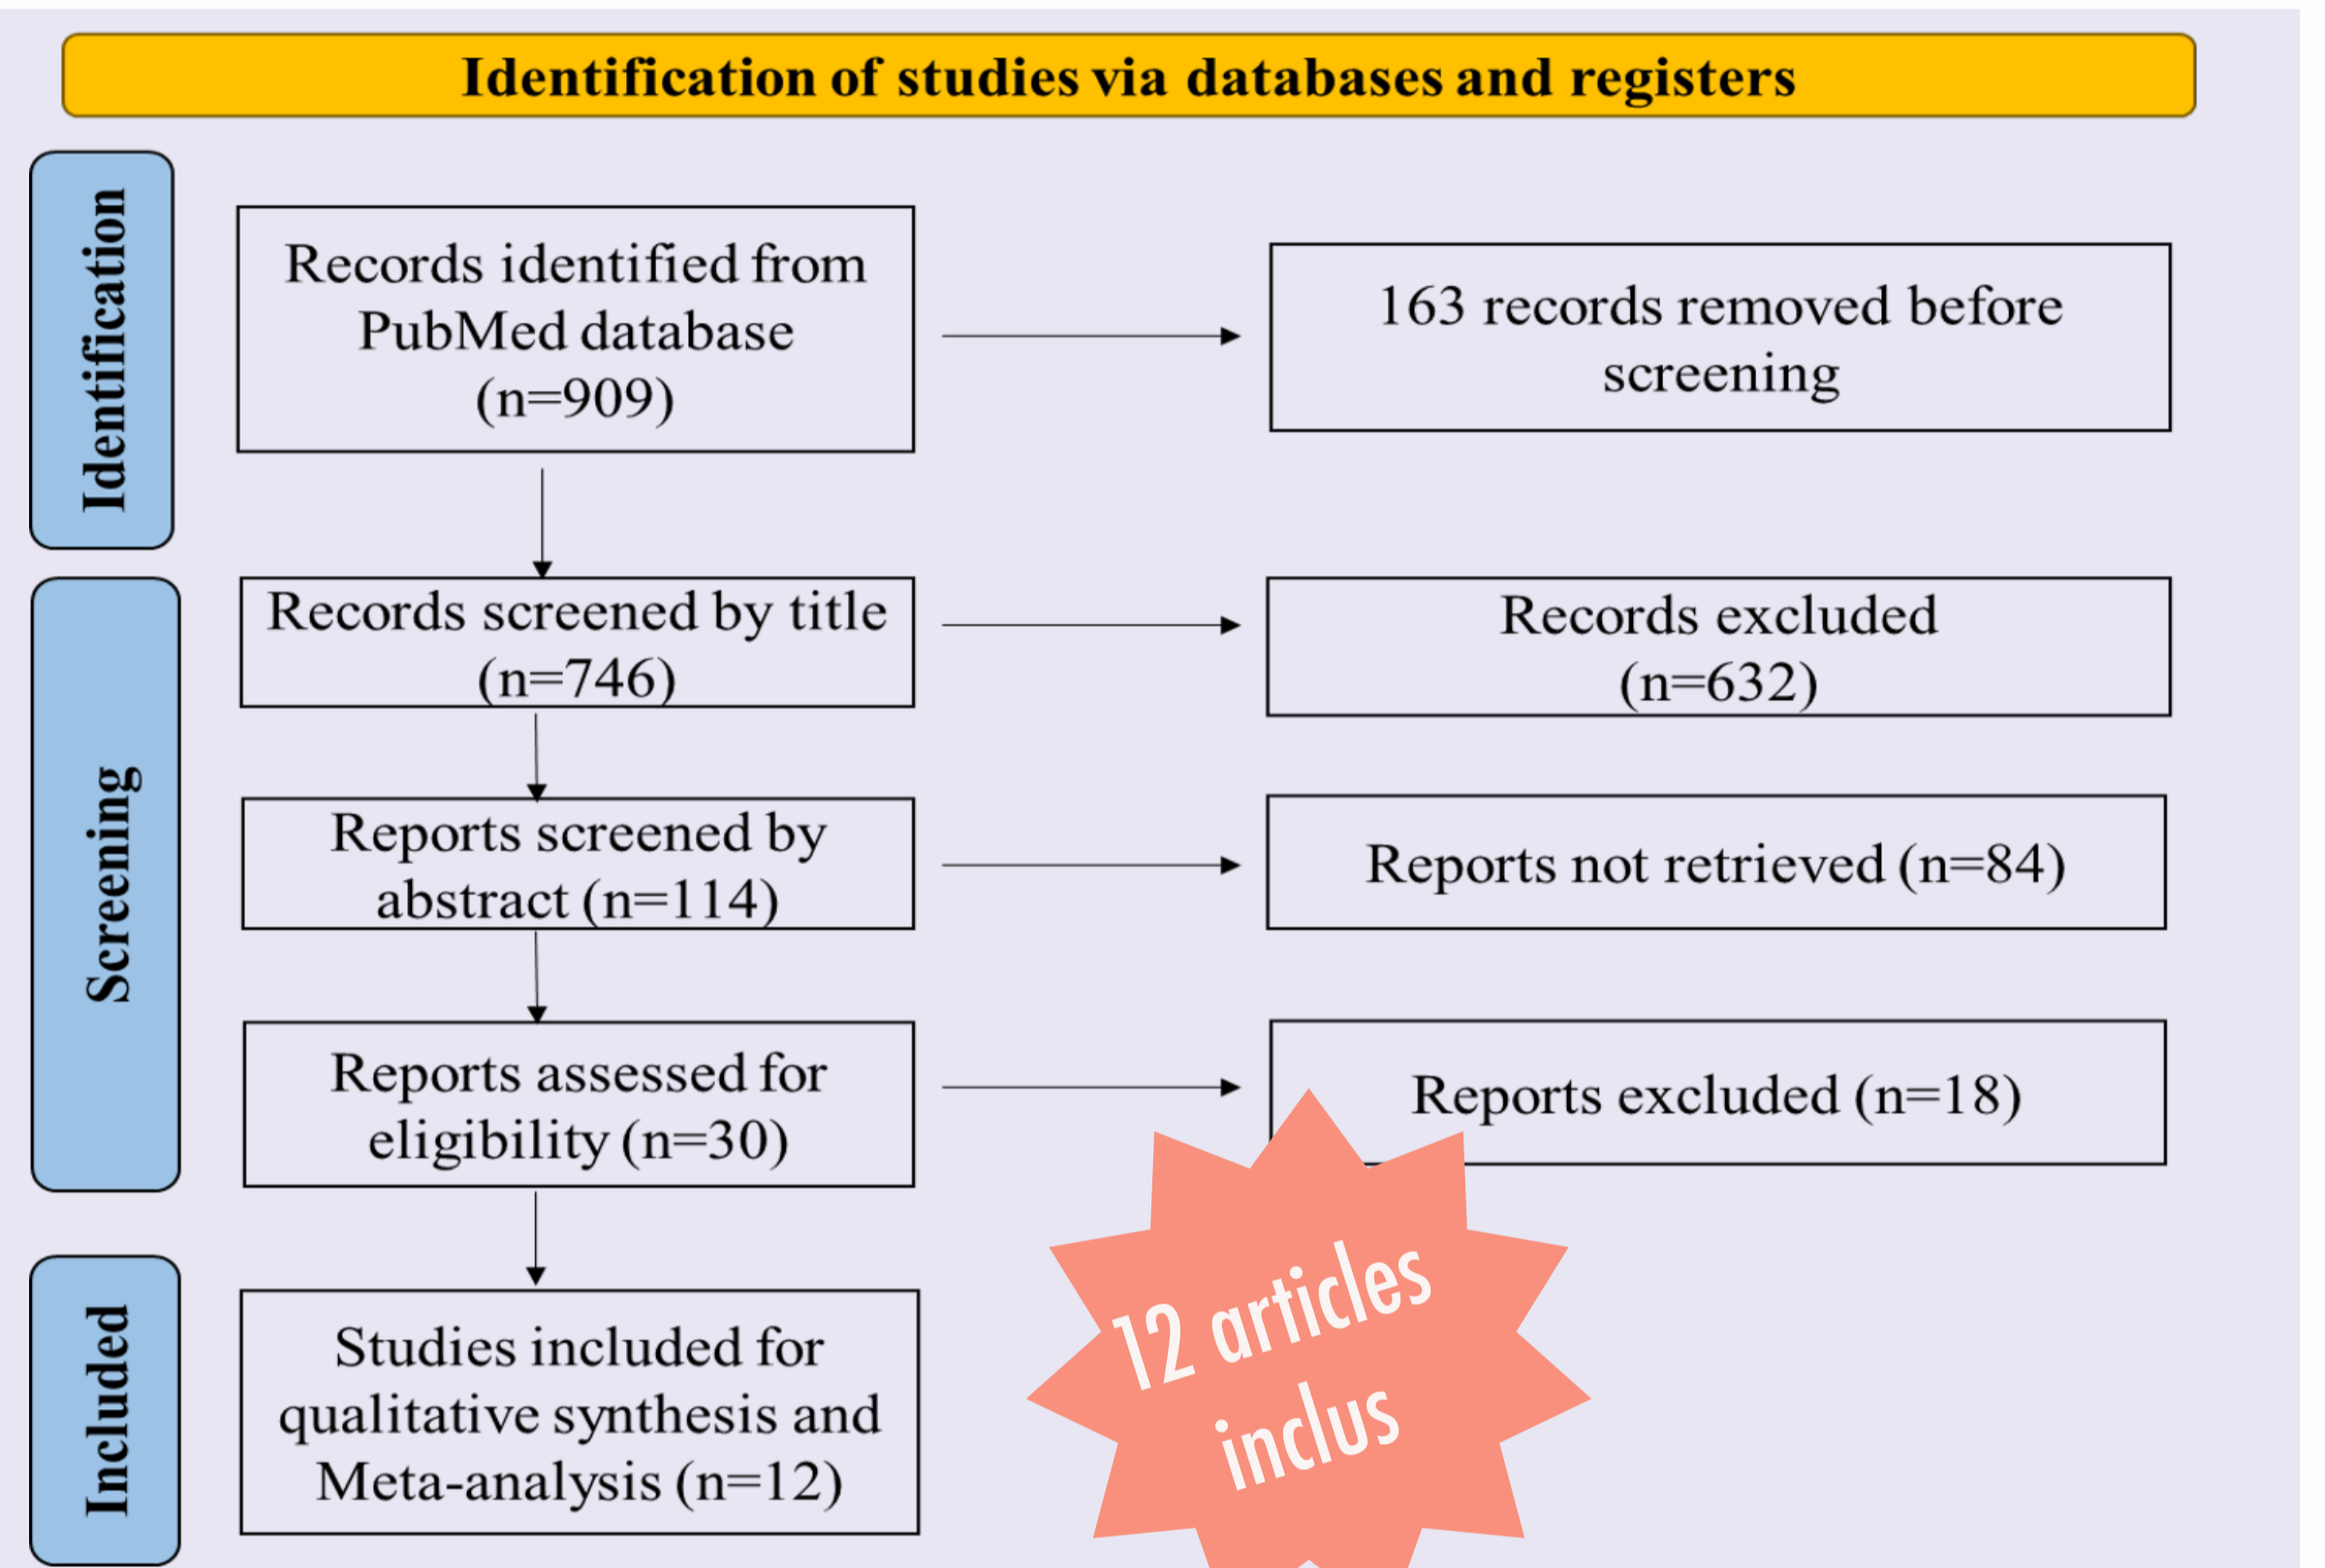 Identification of studies via databases and registers
Identification
Records identified from
PubMed database
(n=909)
163 records removed before
screening
Screening
Records screened by title
(n=746)
Records excluded
(n=632)
Reports screened by
abstract (n=114)
Reports not retrieved (n=84)
Reports assessed for
eligibility (n=30)
Reports excluded (n=18)
Included
Studies included for
qualitative synthesis and
Meta-analysis (n=12)
12 articles
inclus